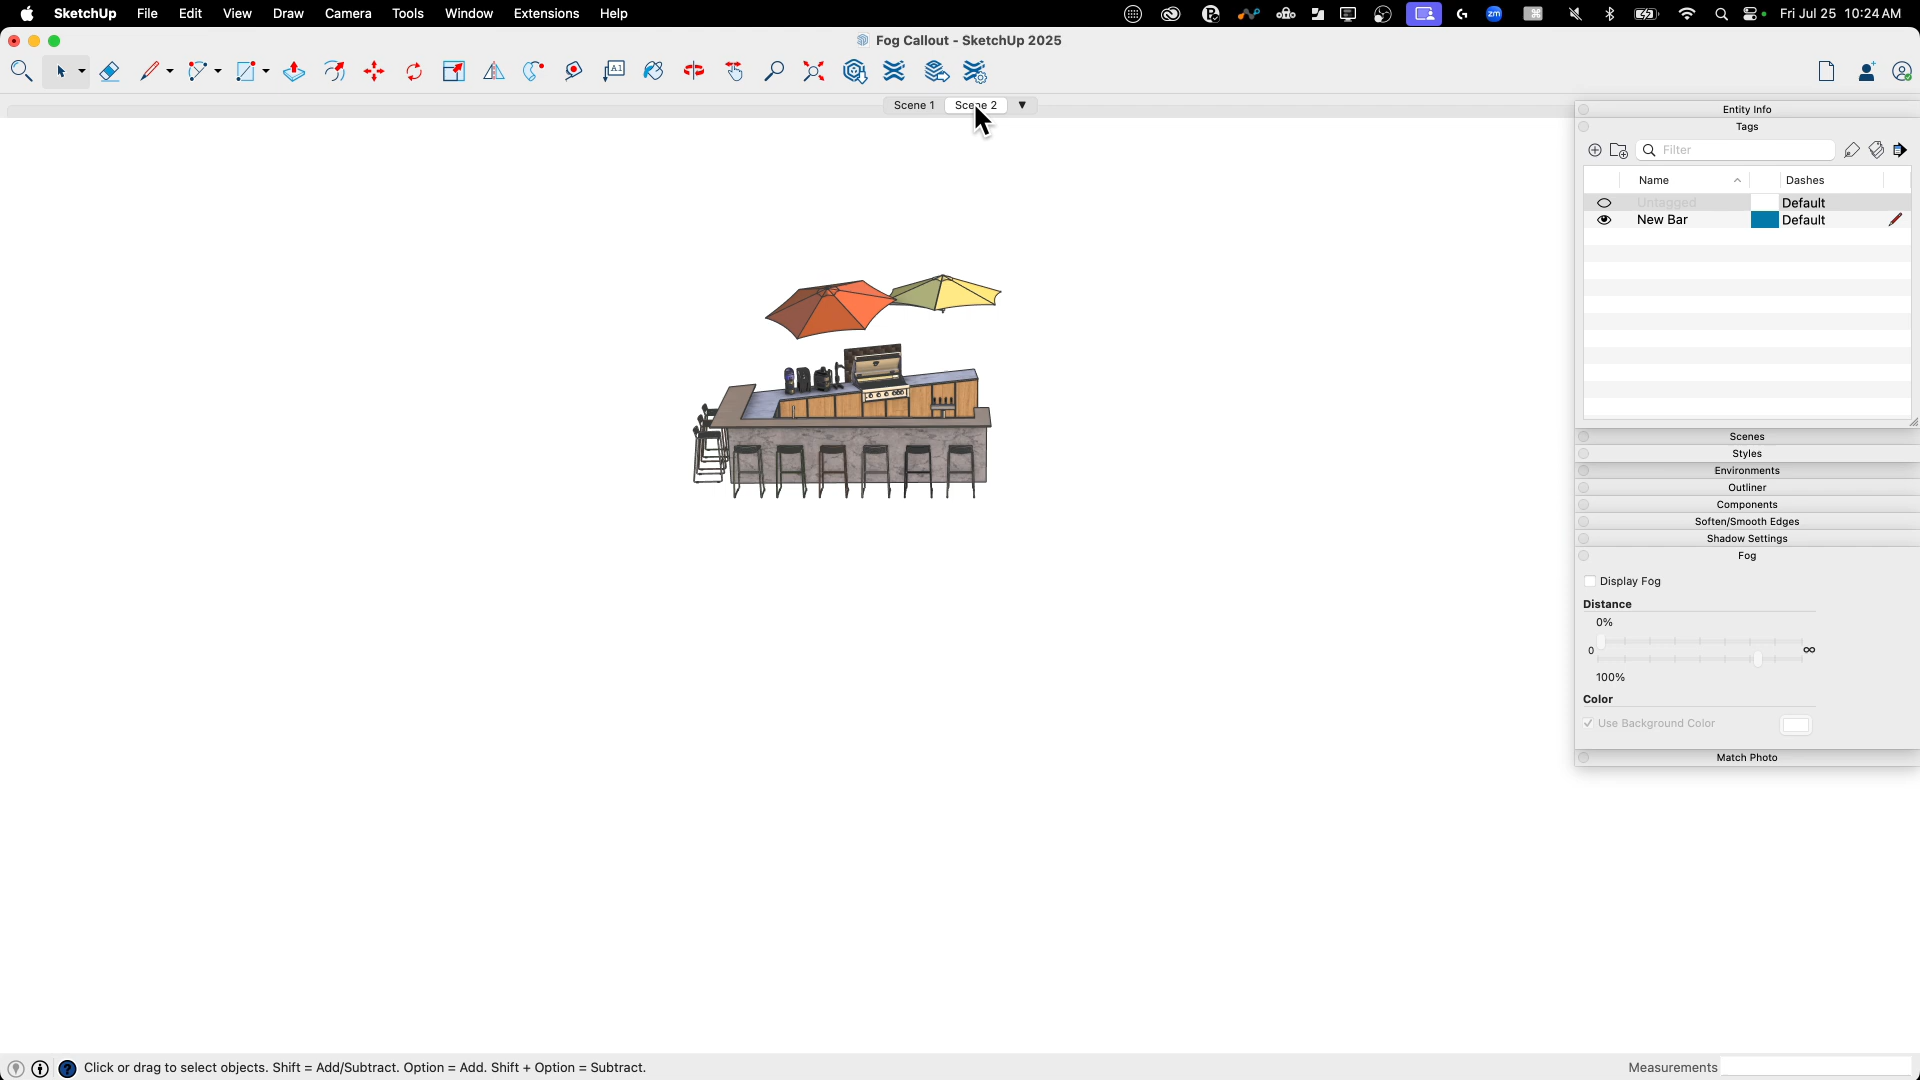 SketchUp File Edit View Draw Camera Tools Window Extensions Help zm Fri Jul 25 10:24 AM
Fog Callout - SketchUp 2025
A1
Scene 1 Scene 2
Entity Info
Tags
Filter
Name Dashes
Untagged Default
New Bar Default
Scenes
Styles
Environments
Outliner
Components
Soften/Smooth Edges
Shadow Settings
Fog
Display Fog
Distance
0%
0 ∞
100%
Color
Use Background Color
Match Photo
Click or drag to select objects. Shift = Add/Subtract. Option = Add. Shift + Option = Subtract. Measurements